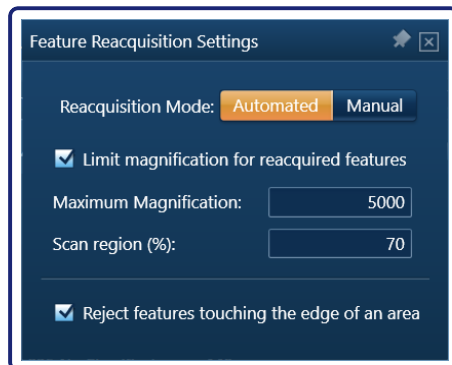 Feature Reacquisition Settings
Reacquisition Mode: Automated Manual
Limit magnification for reacquired features
Maximum Magnification: 5000
Scan region (%): 70
Reject features touching the edge of an area